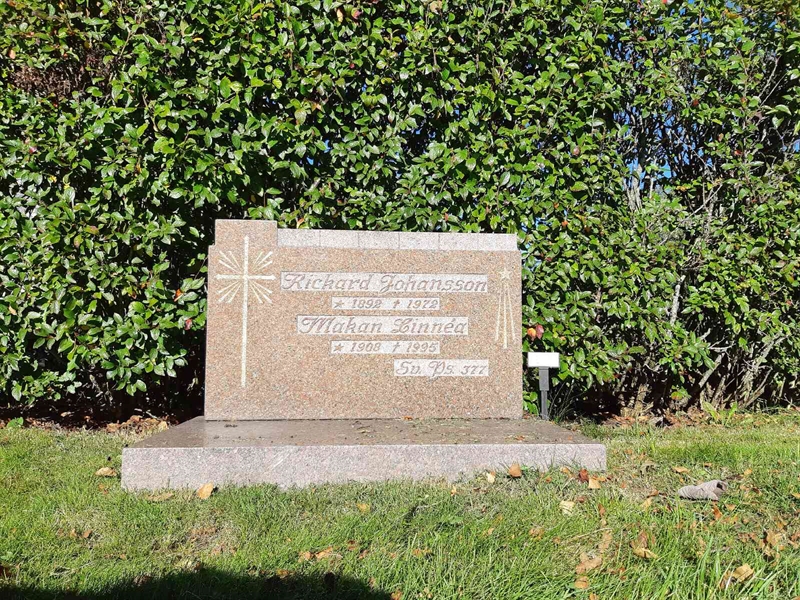 Rickard Johansson
★ 1892 † 1972
Makan Linnéa
★ 1908 † 1995
Sv. Ps. 377